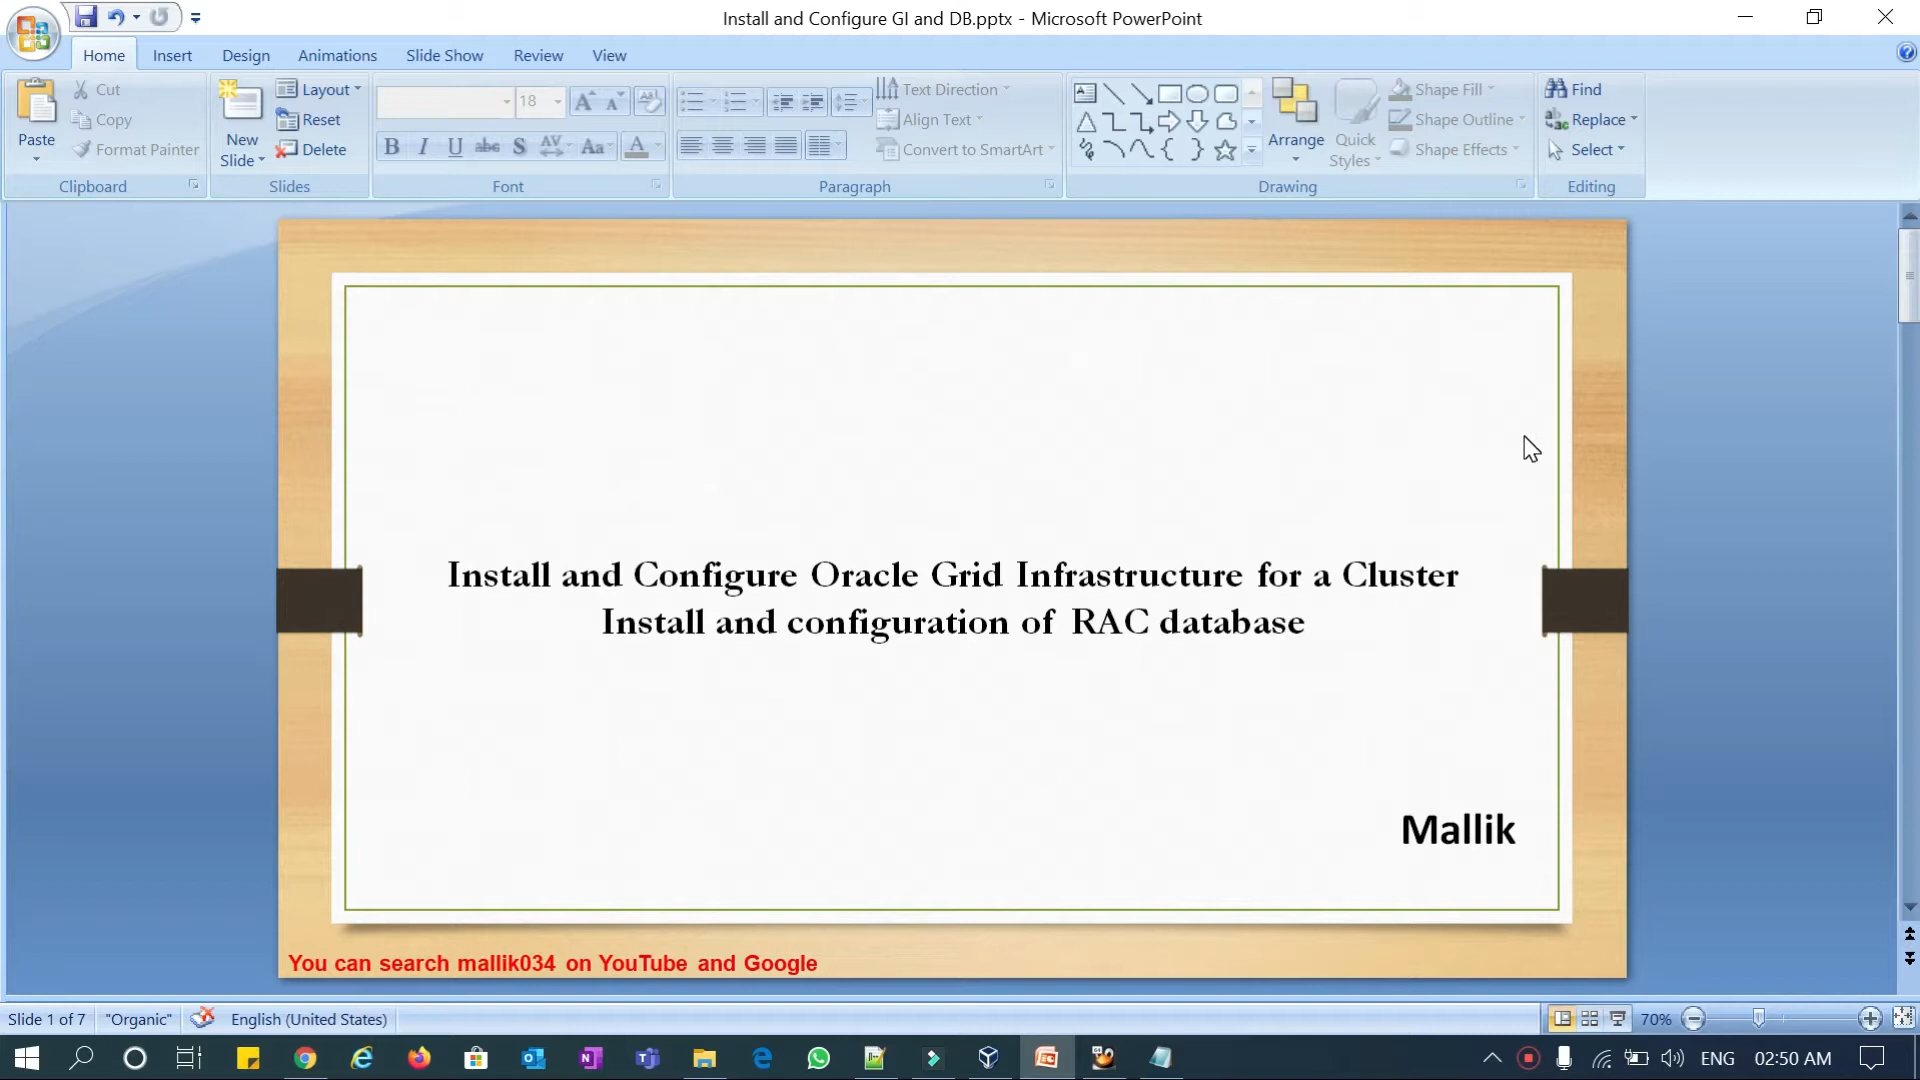 Install and Configure GI and DB.pptx - Microsoft PowerPoint
Home Insert Design Animations Slide Show Review View
Paste
Cut
Copy
Format Painter
Clipboard
New Slide
Layout
Reset
Delete
Slides
18
B I U abc S AV Aa A
Font
Text Direction
Align Text
Convert to SmartArt
Paragraph
Arrange
Quick Styles
Shape Fill
Shape Outline
Shape Effects
Drawing
Find
Replace
Select
Editing
Install and Configure Oracle Grid Infrastructure for a Cluster
Install and configuration of RAC database
Mallik
You can search mallik034 on YouTube and Google
Slide 1 of 7 "Organic" English (United States) 70%
ENG 02:50 AM